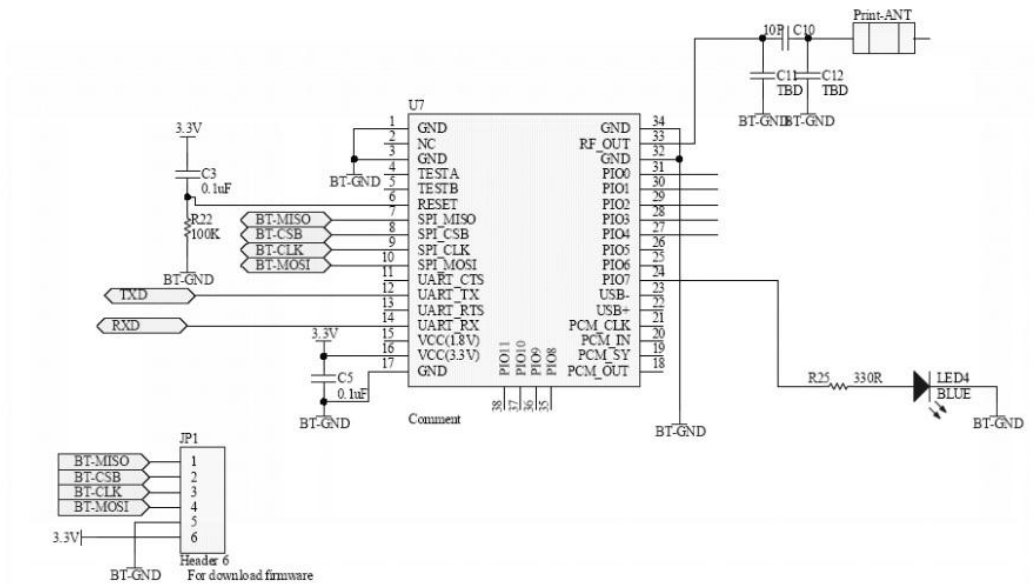 Print-ANT
10P C10
C11 C12
TBD TBD
BT-GND BT-GND
U7
3.3V
C3
0.1uF
R22
100K
BT-GND
BT-GND
1 GND
2 NC
3 GND
4 TESTA
5 TESTB
6 RESET
7 SPI_MISO
8 SPI_CSB
9 SPI_CLK
10 SPI_MOSI
11 UART_CTS
12 UART_TX
13 UART_RTS
14 UART_RX
15 VCC(1.8V)
16 VCC(3.3V)
17 GND
GND 34
RF_OUT 33
GND 32
PIO0 31
PIO1 30
PIO2 29
PIO3 28
PIO4 27
PIO5 26
PIO6 25
PIO7 24
USB- 23
USB+ 22
PCM_CLK 21
PCM_IN 20
PCM_SY 19
PCM_OUT 18
PIO11 PIO10 PIO9 PIO8
38 37 36 35
BT-MISO
BT-CSB
BT-CLK
BT-MOSI
TXD
RXD
3.3V
C5
0.1uF
BT-GND
Comment
BT-GND
R25 330R
LED4
BLUE
BT-GND
JP1
BT-MISO 1
BT-CSB 2
BT-CLK 3
BT-MOSI 4
5
3.3V 6
Header 6
BT-GND
For download firmware